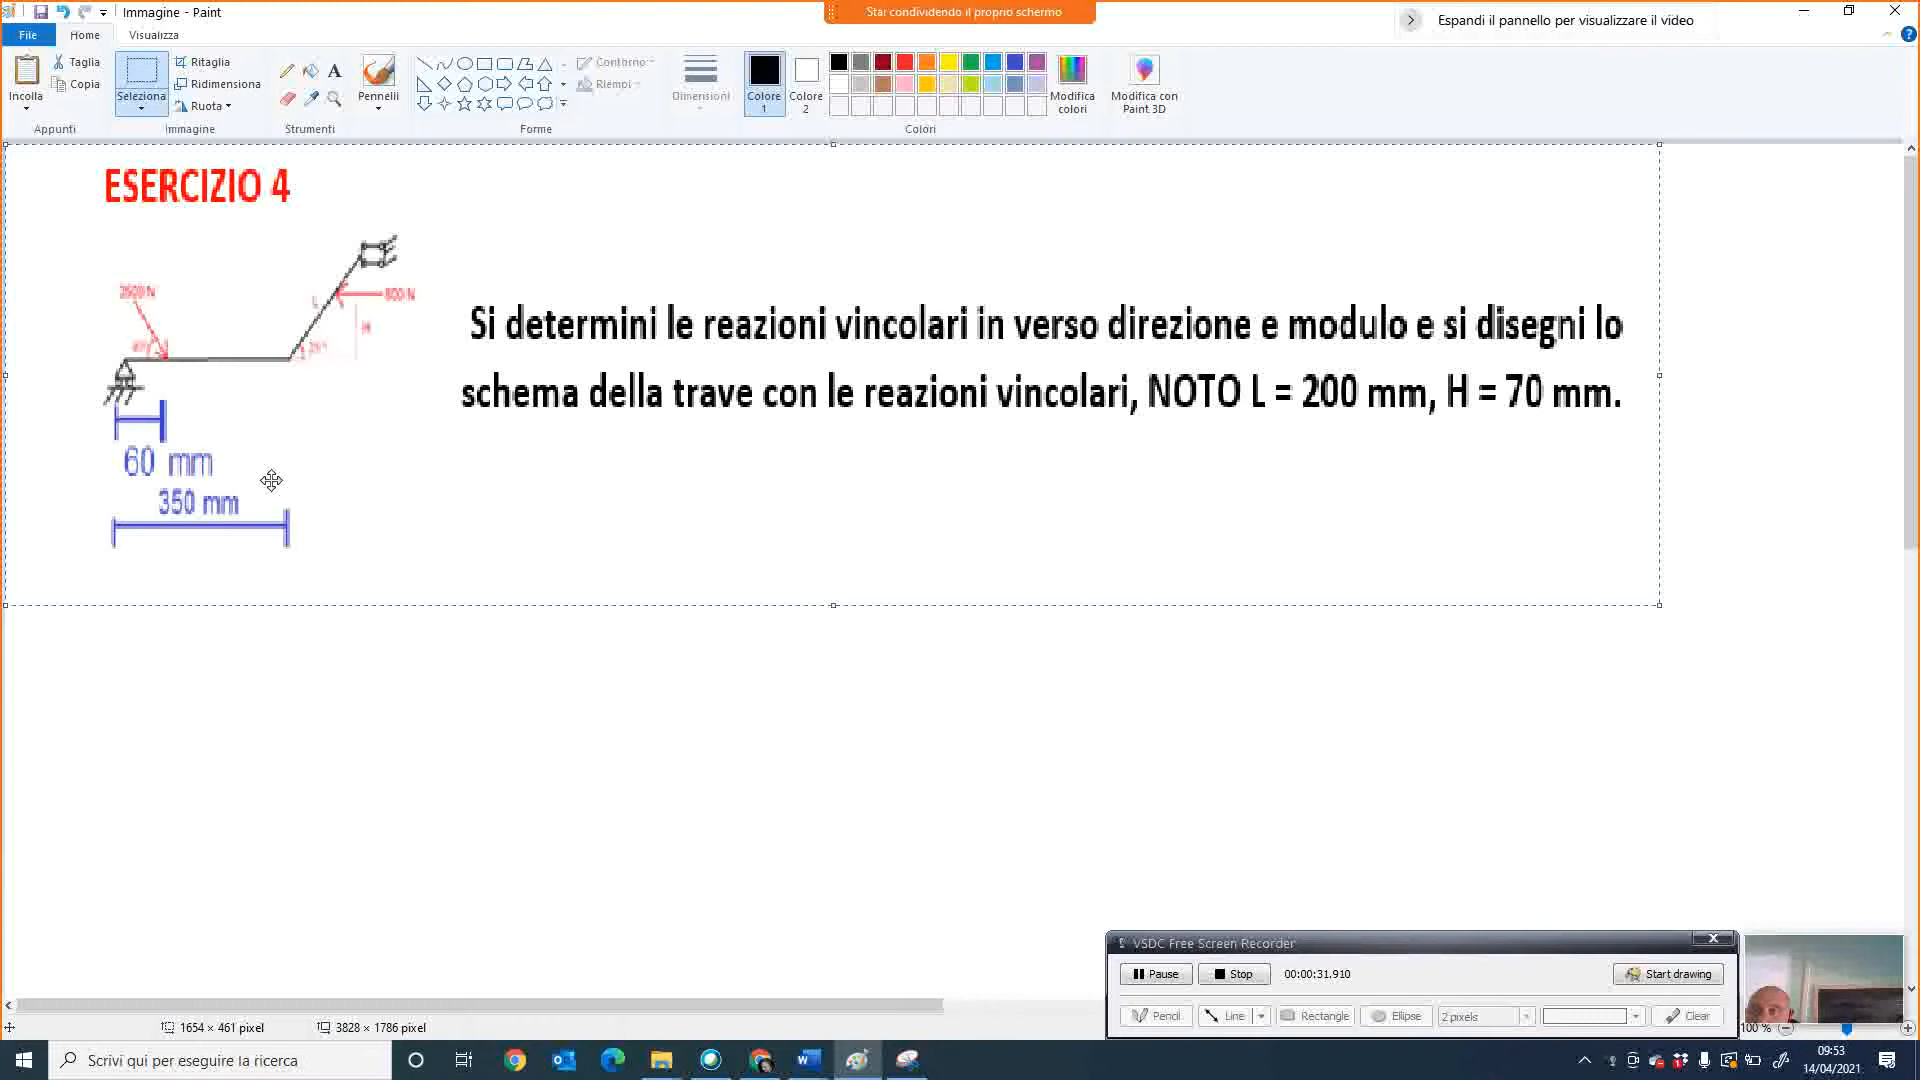 Immagine - Paint
Stai condividendo il proprio schermo
Espandi il pannello per visualizzare il video
File
Home
Visualizza
Incolla
Taglia
Copia
Appunti
Seleziona
Ritaglia
Ridimensiona
Ruota
Immagine
Strumenti
Pennelli
Contorno
Riempi
Forme
Dimensioni
Colore 1
Colore 2
Modifica colori
Modifica con Paint 3D
Colori
ESERCIZIO 4
800 N
L
H
60 mm
350 mm
Si determini le reazioni vincolari in verso direzione e modulo e si disegni lo
schema della trave con le reazioni vincolari, NOTO L = 200 mm, H = 70 mm.
VSDC Free Screen Recorder
Pause
Stop
00:00:31.910
Start drawing
Pencil
Line
Rectangle
Ellipse
2 pixels
Clear
1654 × 461 pixel
3828 × 1786 pixel
100 %
Scrivi qui per eseguire la ricerca
09:53
14/04/2021